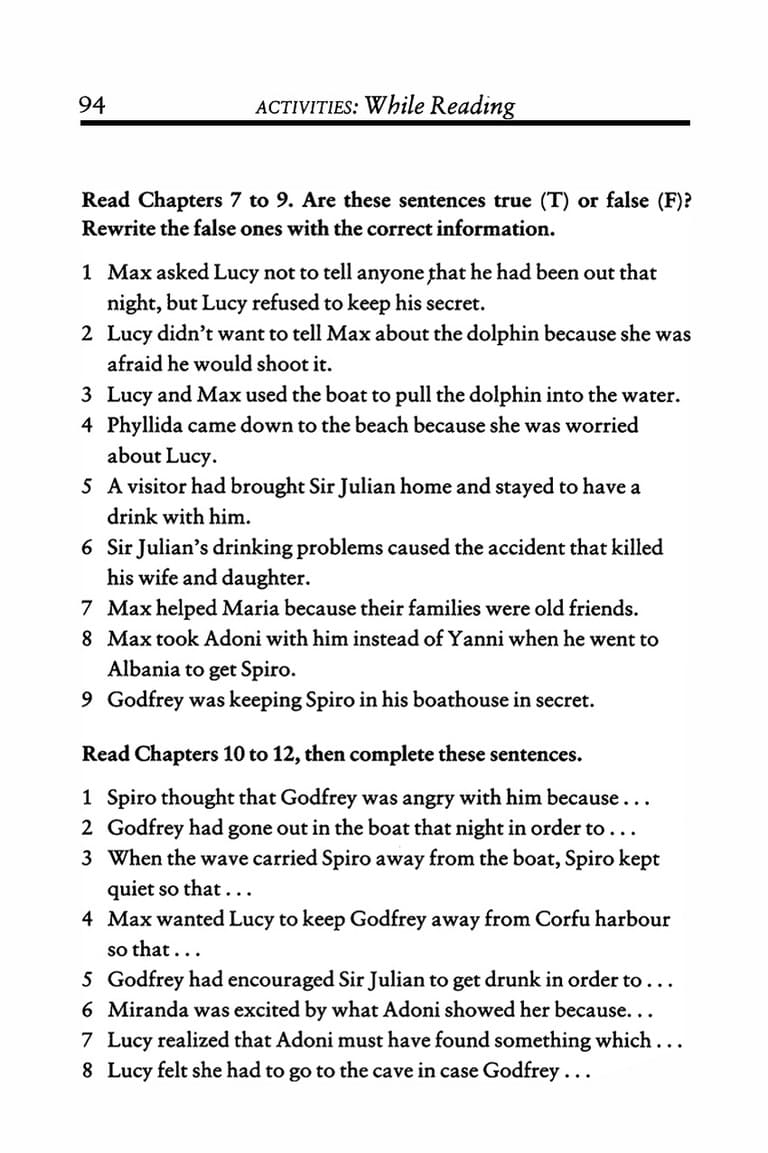 94 ACTIVITIES: While Reading
Read Chapters 7 to 9. Are these sentences true (T) or false (F)?
Rewrite the false ones with the correct information.
1 Max asked Lucy not to tell anyone that he had been out that
night, but Lucy refused to keep his secret.
2 Lucy didn't want to tell Max about the dolphin because she was
afraid he would shoot it.
3 Lucy and Max used the boat to pull the dolphin into the water.
4 Phyllida came down to the beach because she was worried
about Lucy.
5 A visitor had brought Sir Julian home and stayed to have a
drink with him.
6 Sir Julian's drinking problems caused the accident that killed
his wife and daughter.
7 Max helped Maria because their families were old friends.
8 Max took Adoni with him instead of Yanni when he went to
Albania to get Spiro.
9 Godfrey was keeping Spiro in his boathouse in secret.
Read Chapters 10 to 12, then complete these sentences.
1 Spiro thought that Godfrey was angry with him because . . .
2 Godfrey had gone out in the boat that night in order to . . .
3 When the wave carried Spiro away from the boat, Spiro kept
quiet so that . . .
4 Max wanted Lucy to keep Godfrey away from Corfu harbour
so that . . .
5 Godfrey had encouraged Sir Julian to get drunk in order to . . .
6 Miranda was excited by what Adoni showed her because. . .
7 Lucy realized that Adoni must have found something which . . .
8 Lucy felt she had to go to the cave in case Godfrey . . .